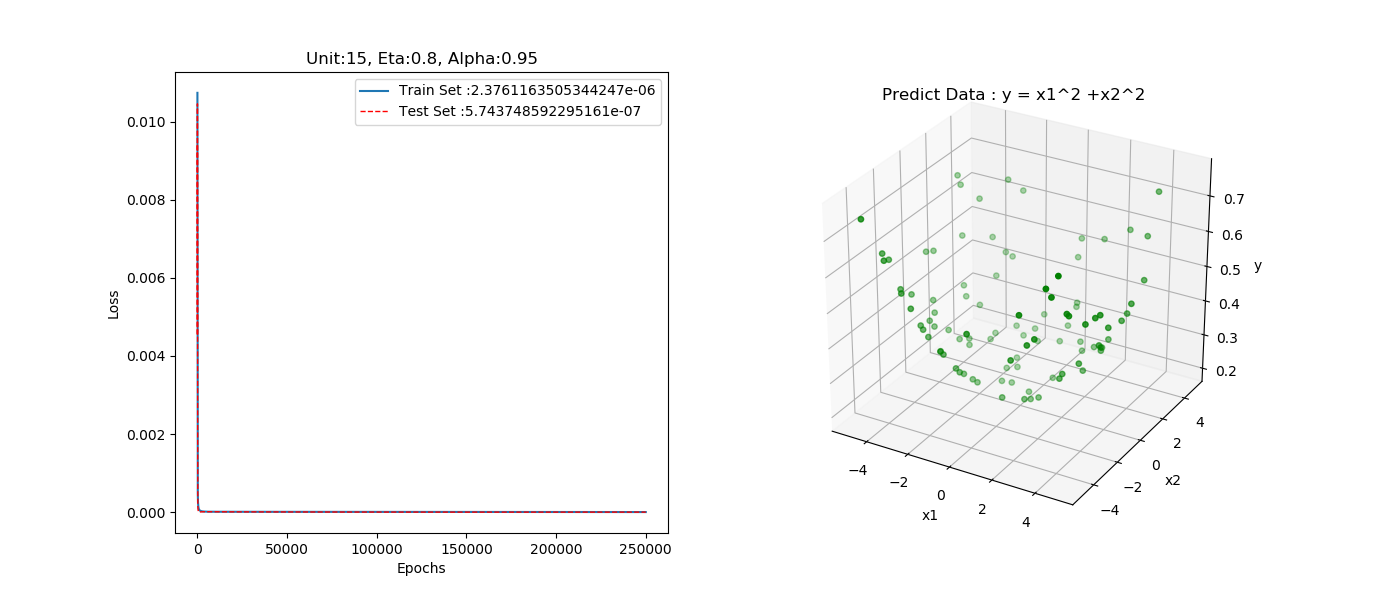 Unit:15, Eta:0.8, Alpha:0.95
Train Set :2.3761163505344247e-06
Test Set :5.743748592295161e-07
0.010
0.008
0.006
0.004
0.002
0.000
Loss
0 50000 100000 150000 200000 250000
Epochs
Predict Data : y = x1^2 +x2^2
0.7
0.6
0.5
0.4
0.3
0.2
y
−4 −2 0 2 4
x1
4
2
0
−2
−4
x2